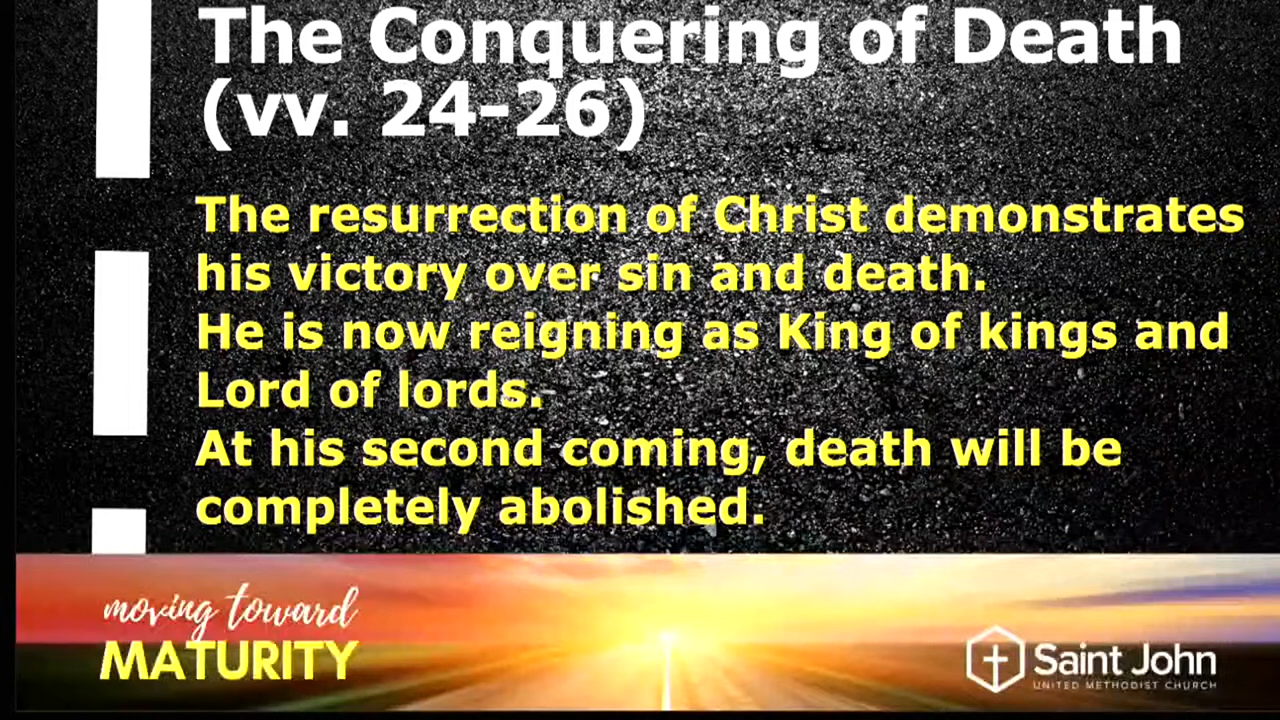 The Conquering of Death
(vv. 24-26)
The resurrection of Christ demonstrates
his victory over sin and death.
He is now reigning as King of kings and
Lord of lords.
At his second coming, death will be
completely abolished.
moving toward
MATURITY
Saint John
UNITED METHODIST CHURCH